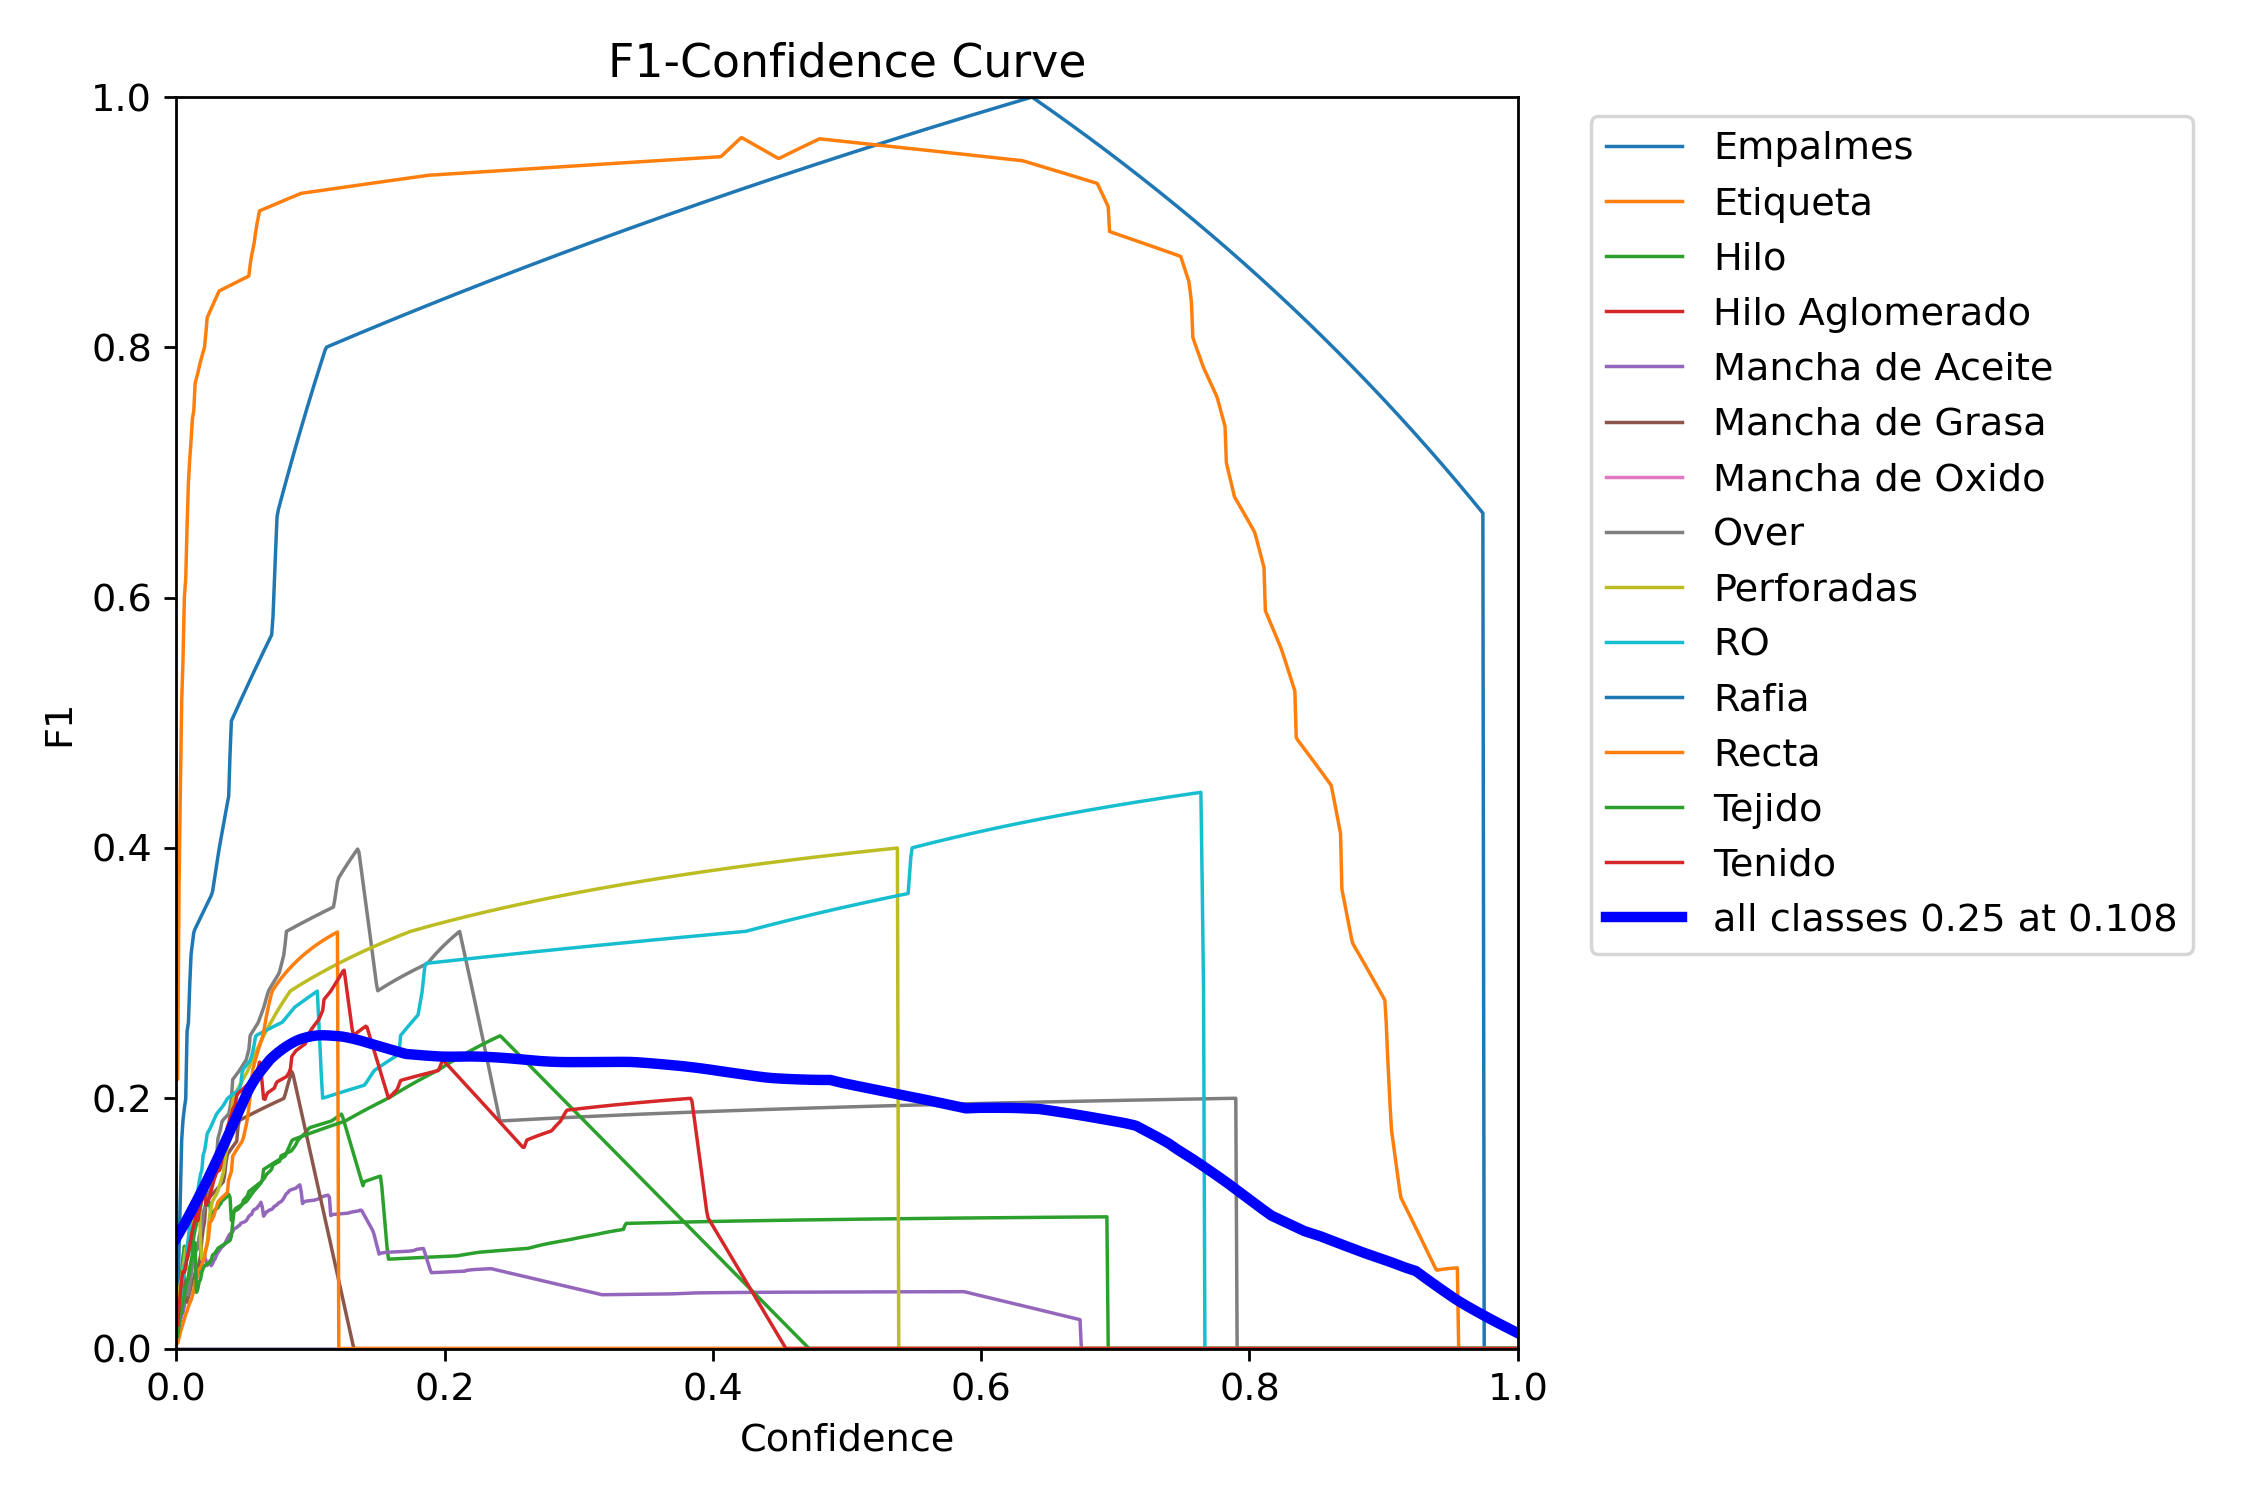 F1-Confidence Curve
1.0
0.8
0.6
0.4
0.2
0.0
F1
0.0 0.2 0.4 0.6 0.8 1.0
Confidence
Empalmes
Etiqueta
Hilo
Hilo Aglomerado
Mancha de Aceite
Mancha de Grasa
Mancha de Oxido
Over
Perforadas
RO
Rafia
Recta
Tejido
Tenido
all classes 0.25 at 0.108